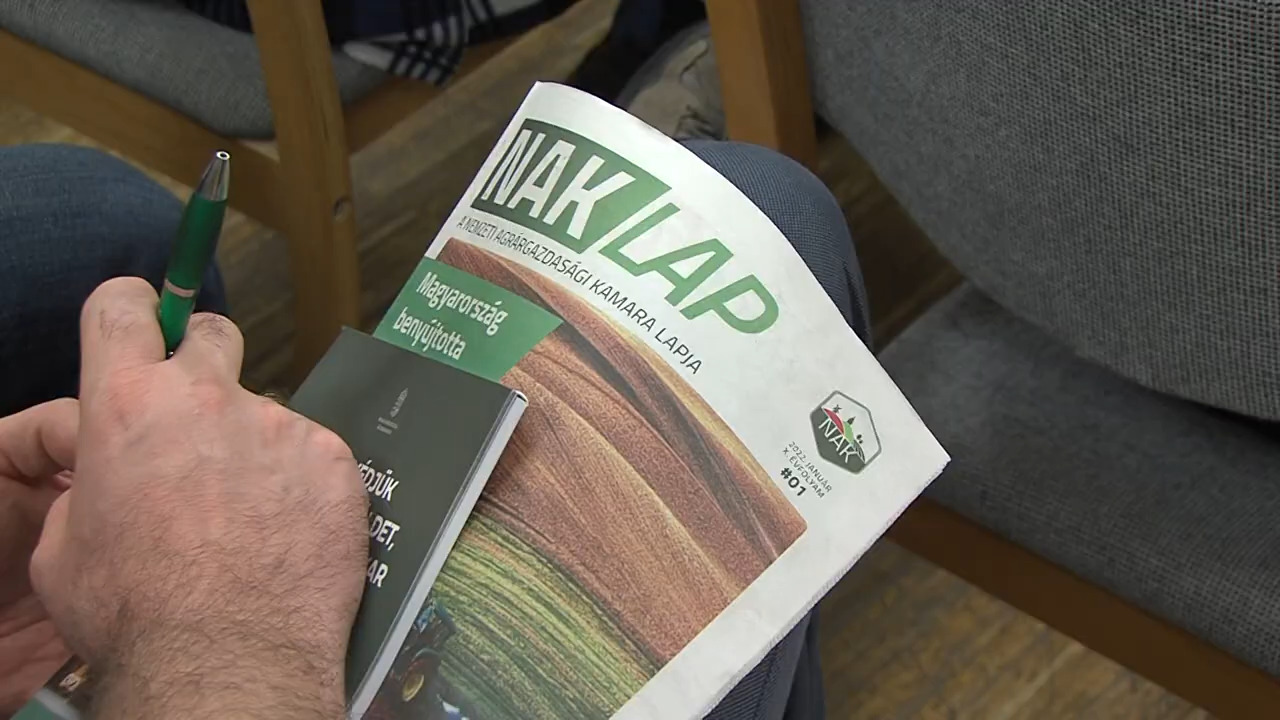 NAK LAP
A NEMZETI AGRÁRGAZDASÁGI KAMARA LAPJA
Magyarország
benyújtotta
NAK
2022. JANUÁR
X. ÉVFOLYAM
#01